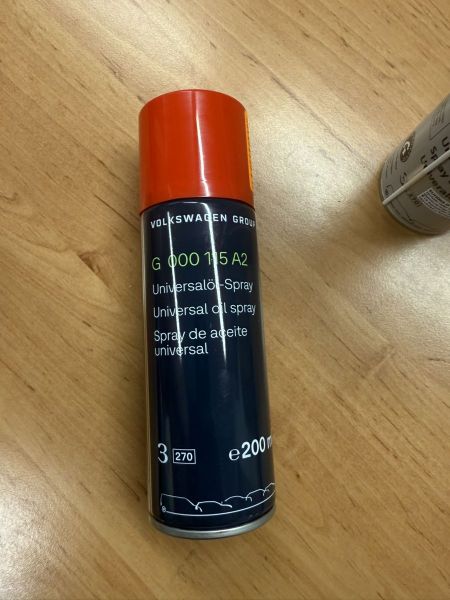 VOLKSWAGEN GROUP
G 000 115 A2
Universalöl-Spray
Universal oil spray
Spray de aceite
universal
3 270 e200 m